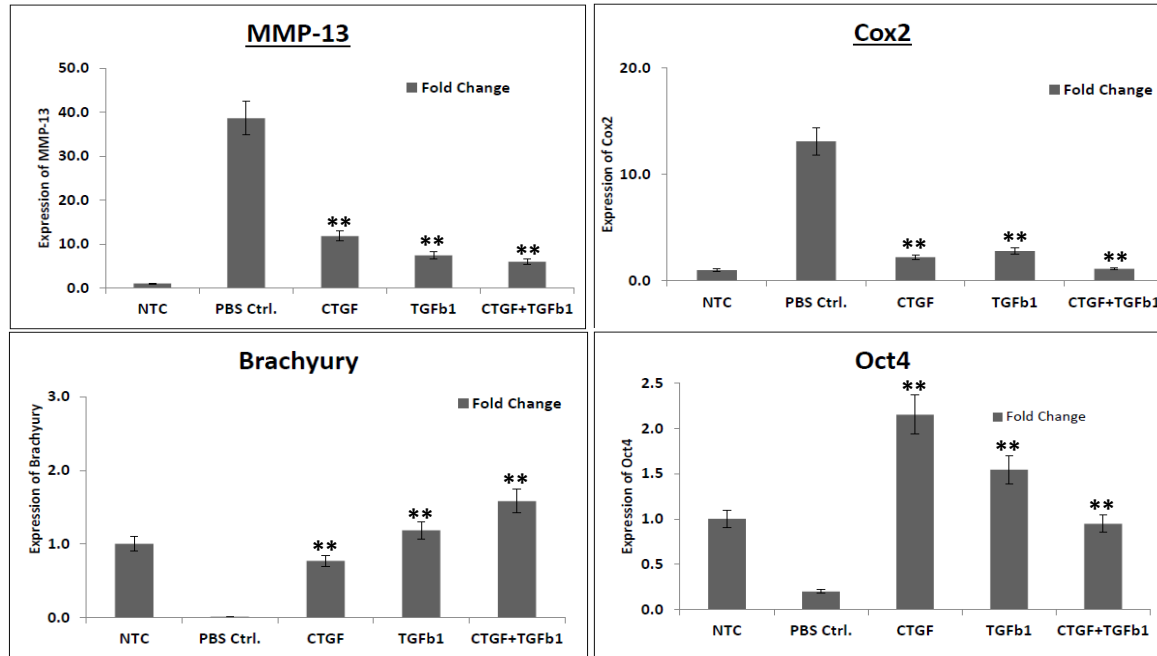 MMP-13
Fold Change
Expression of MMP-13
50.0
40.0
30.0
20.0
10.0
0.0
**
**
**
NTC PBS Ctrl. CTGF TGFb1 CTGF+TGFb1
Cox2
Fold Change
Expression of Cox2
20.0
10.0
0.0
**
**
**
NTC PBS Ctrl. CTGF TGFb1 CTGF+TGFb1
Brachyury
Fold Change
Expression of Brachyury
3.0
2.0
1.0
0.0
**
**
**
NTC PBS Ctrl. CTGF TGFb1 CTGF+TGFb1
Oct4
Fold Change
Expression of Oct4
2.5
2.0
1.5
1.0
0.5
0.0
**
**
**
NTC PBS Ctrl. CTGF TGFb1 CTGF+TGFb1